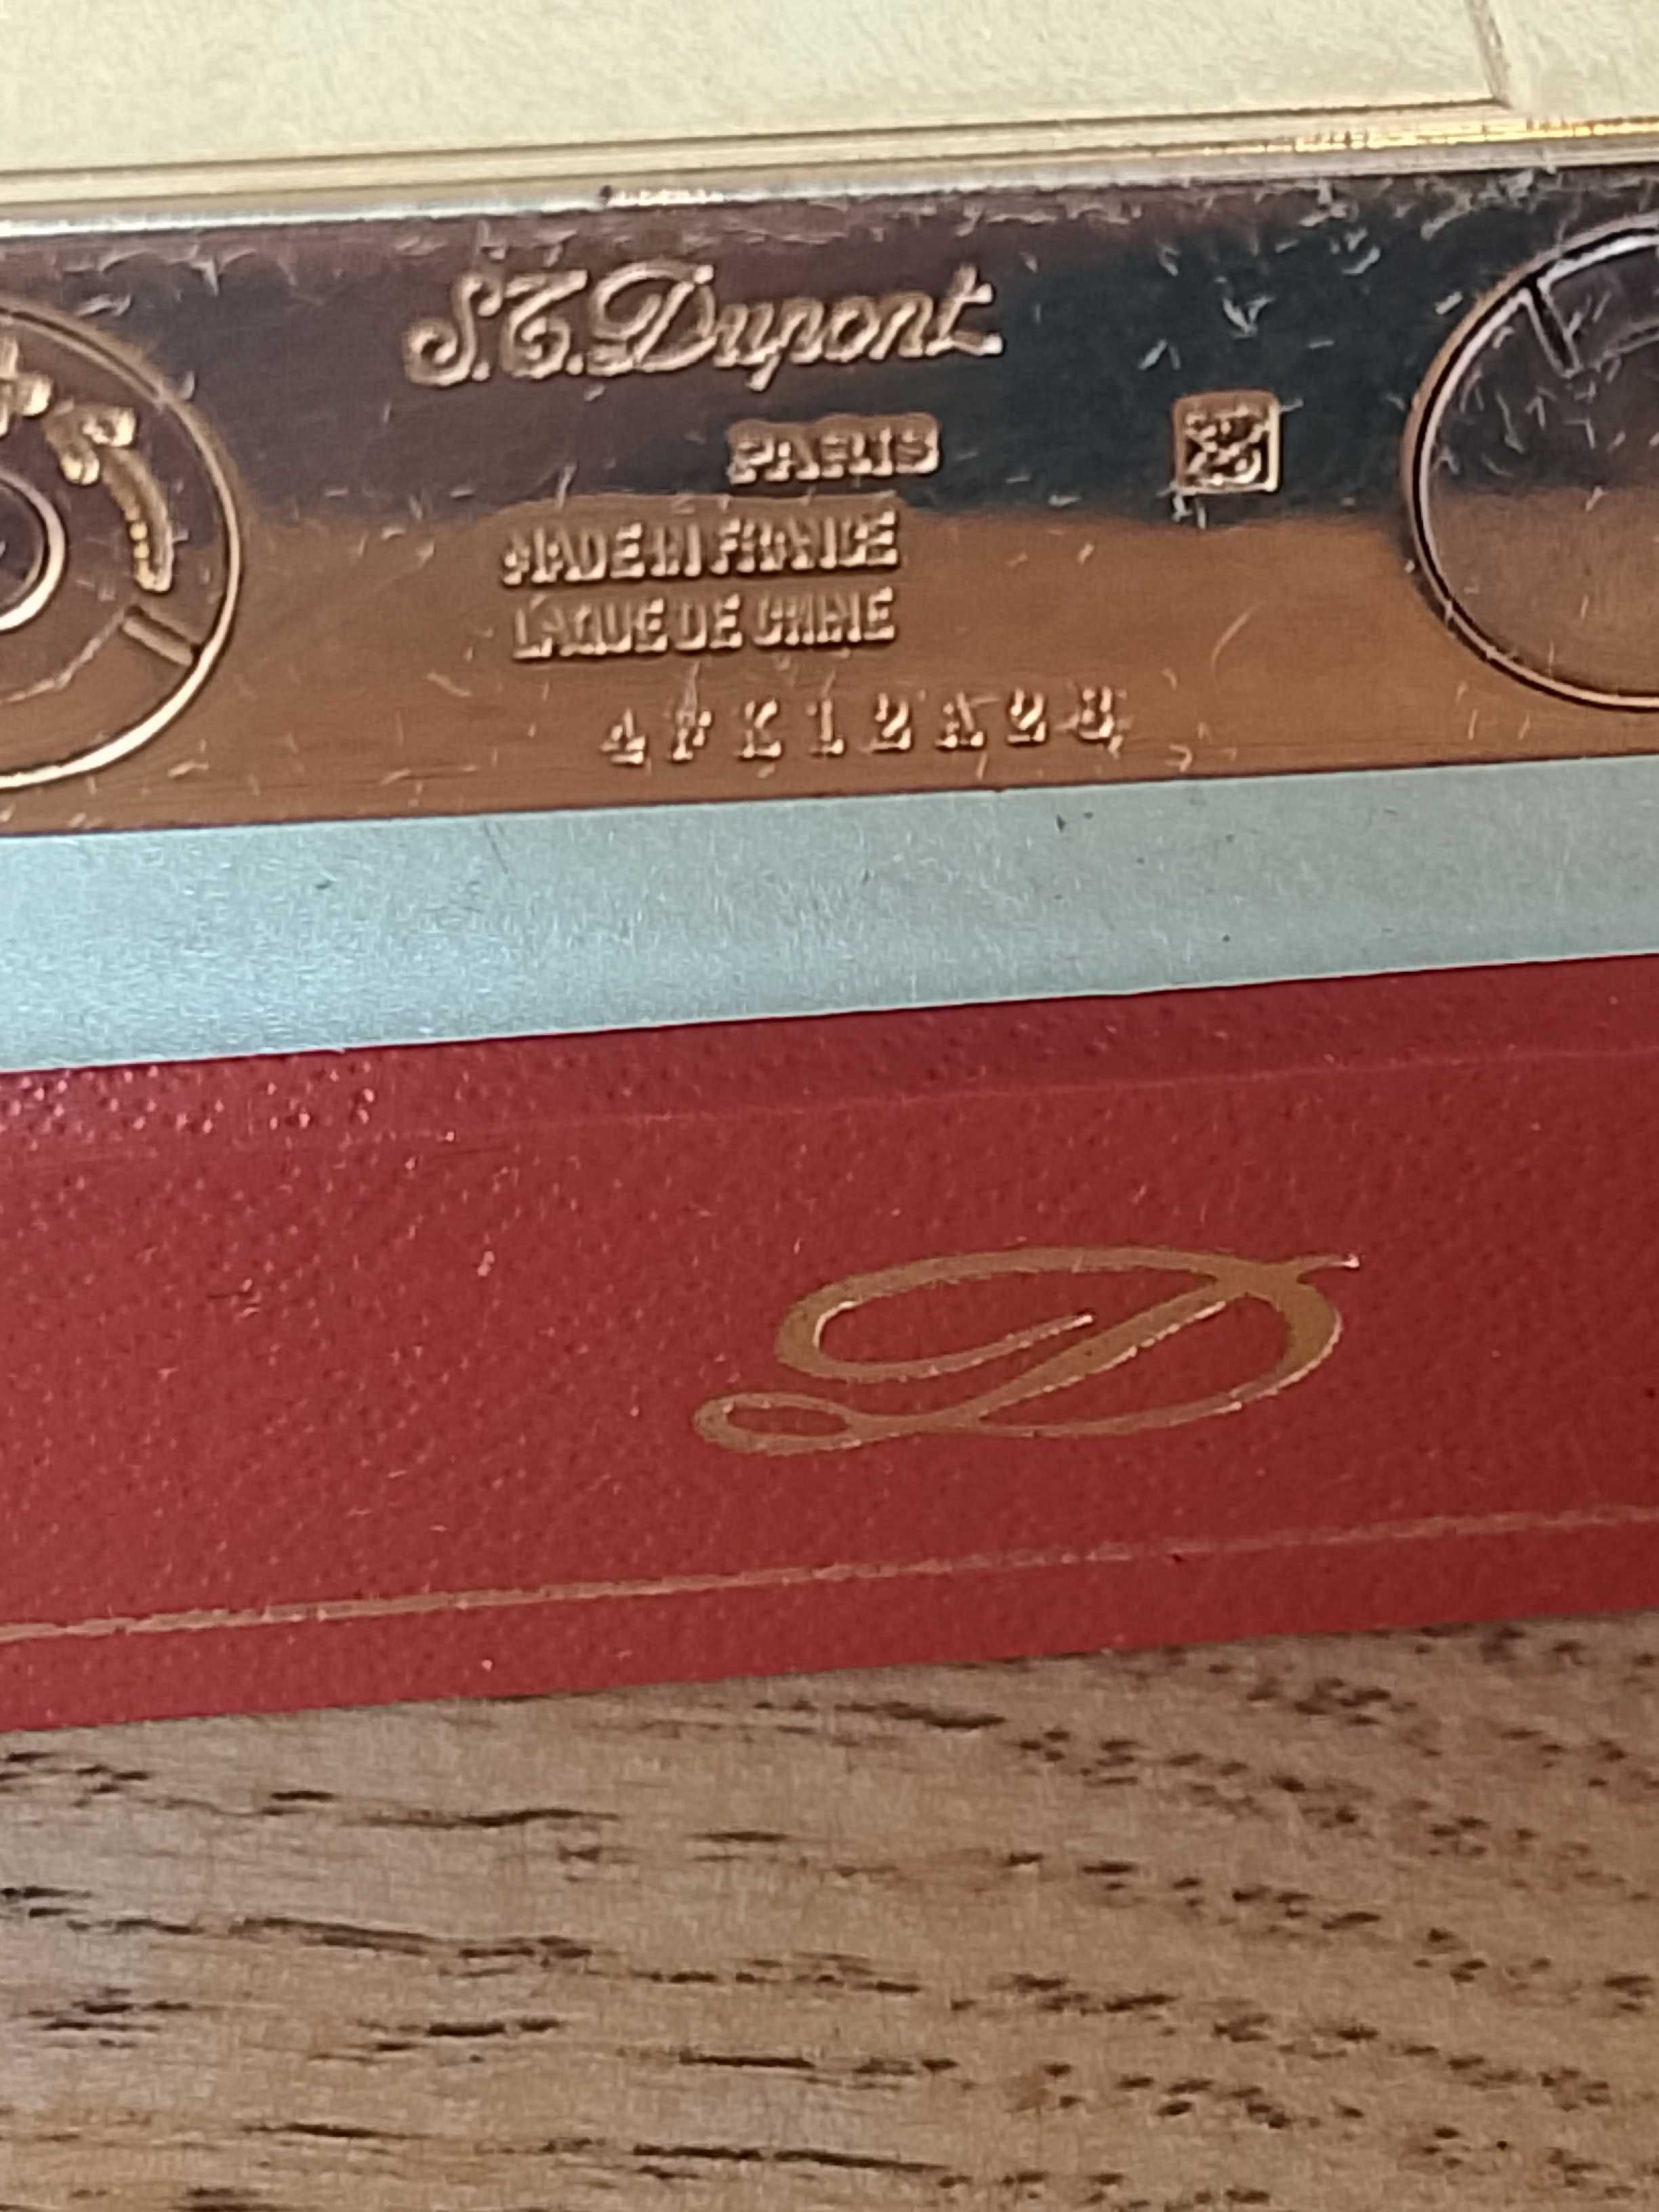 S.T. Dupont
PARIS
MADE IN FRANCE
LAQUE DE CHINE
4FK12A28
D